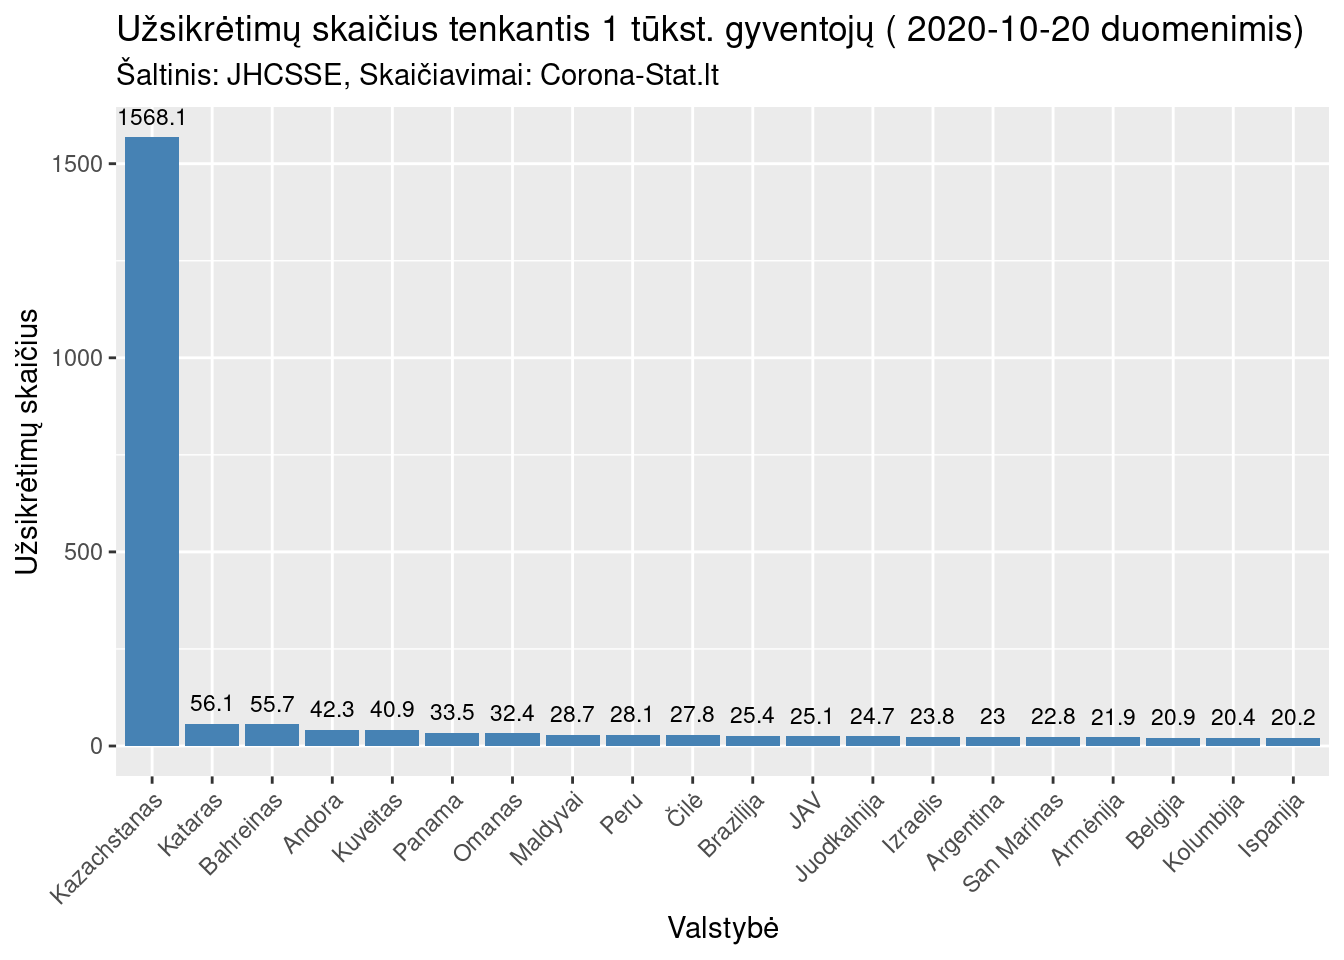 Užsikrėtimų skaičius tenkantis 1 tūkst. gyventojų ( 2020-10-20 duomenimis)
Šaltinis: JHCSSE, Skaičiavimai: Corona-Stat.lt
Užsikrėtimų skaičius
1500
1000
500
0
1568.1
56.1
55.7
42.3
40.9
33.5
32.4
28.7
28.1
27.8
25.4
25.1
24.7
23.8
23
22.8
21.9
20.9
20.4
20.2
Kazachstanas
Kataras
Bahreinas
Andora
Kuveitas
Panama
Omanas
Maldyvai
Peru
Čilė
Brazilija
JAV
Juodkalnija
Izraelis
Argentina
San Marinas
Armėnija
Belgija
Kolumbija
Ispanija
Valstybė